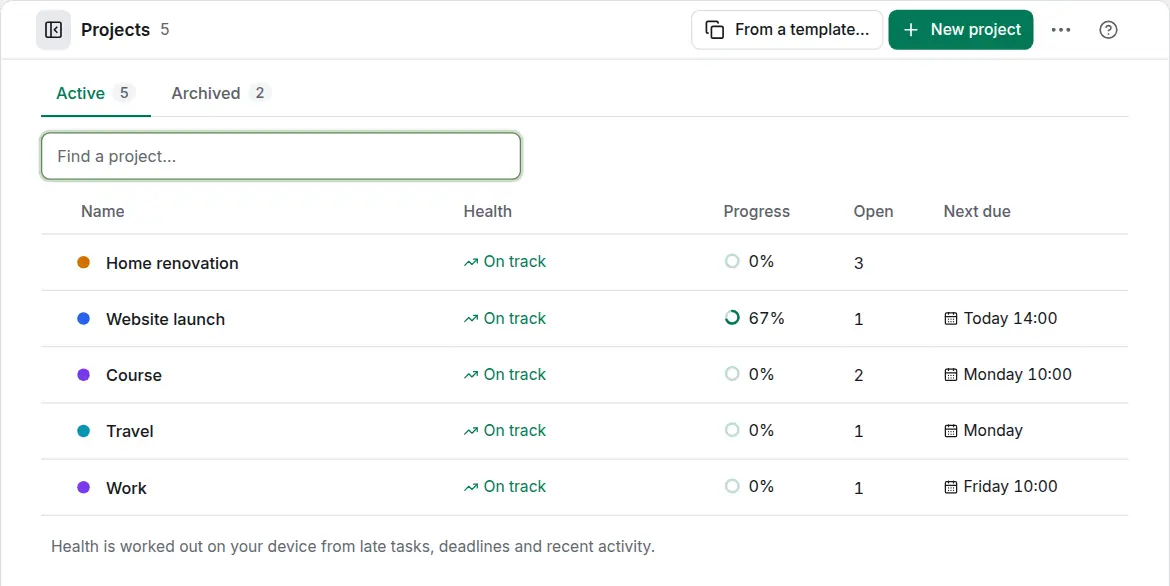 Projects 5 From a template... New project
Active 5 Archived 2
Find a project...
Name Health Progress Open Next due
Home renovation On track 0% 3
Website launch On track 67% 1 Today 14:00
Course On track 0% 2 Monday 10:00
Travel On track 0% 1 Monday
Work On track 0% 1 Friday 10:00
Health is worked out on your device from late tasks, deadlines and recent activity.